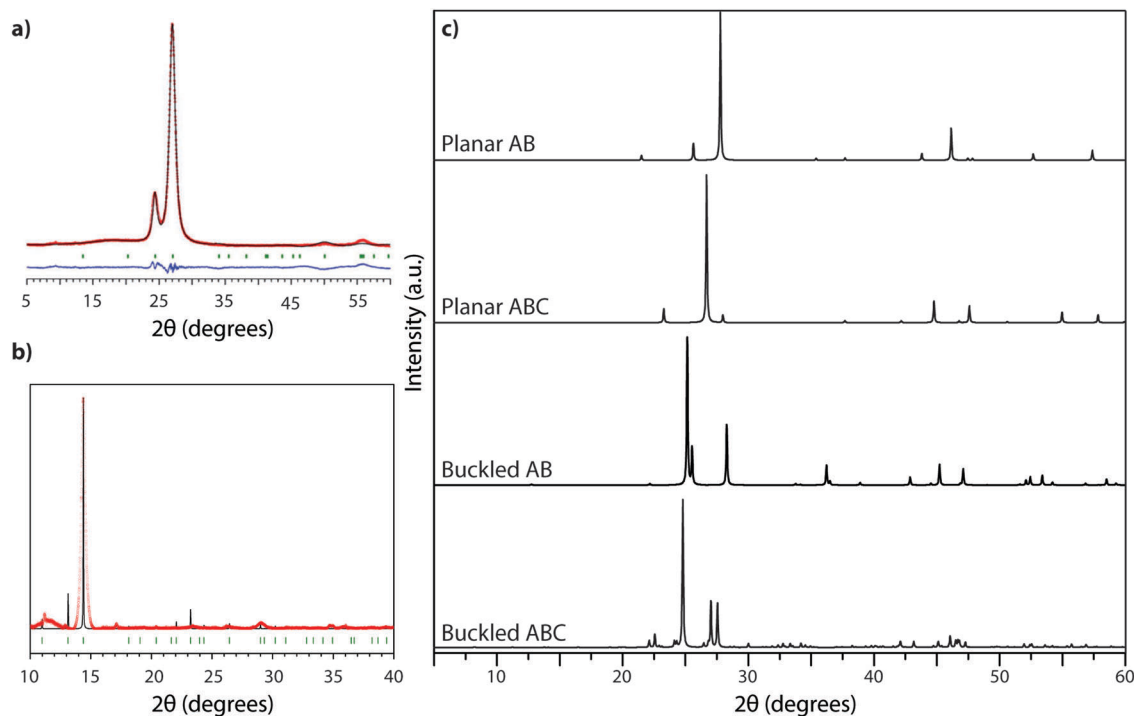 a)
5 15 25 35 45 55
2θ (degrees)
b)
10 15 20 25 30 35 40
2θ (degrees)
c)
Intensity (a.u.)
Planar AB
Planar ABC
Buckled AB
Buckled ABC
20 30 40 50 60
2θ (degrees)